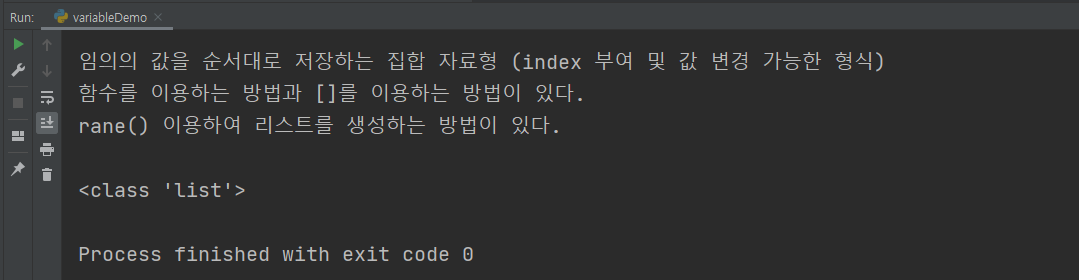 Run:
variableDemo
임의의 값을 순서대로 저장하는 집합 자료형 (index 부여 및 값 변경 가능한 형식)
함수를 이용하는 방법과 []를 이용하는 방법이 있다.
rane() 이용하여 리스트를 생성하는 방법이 있다.
<class 'list'>
Process finished with exit code 0